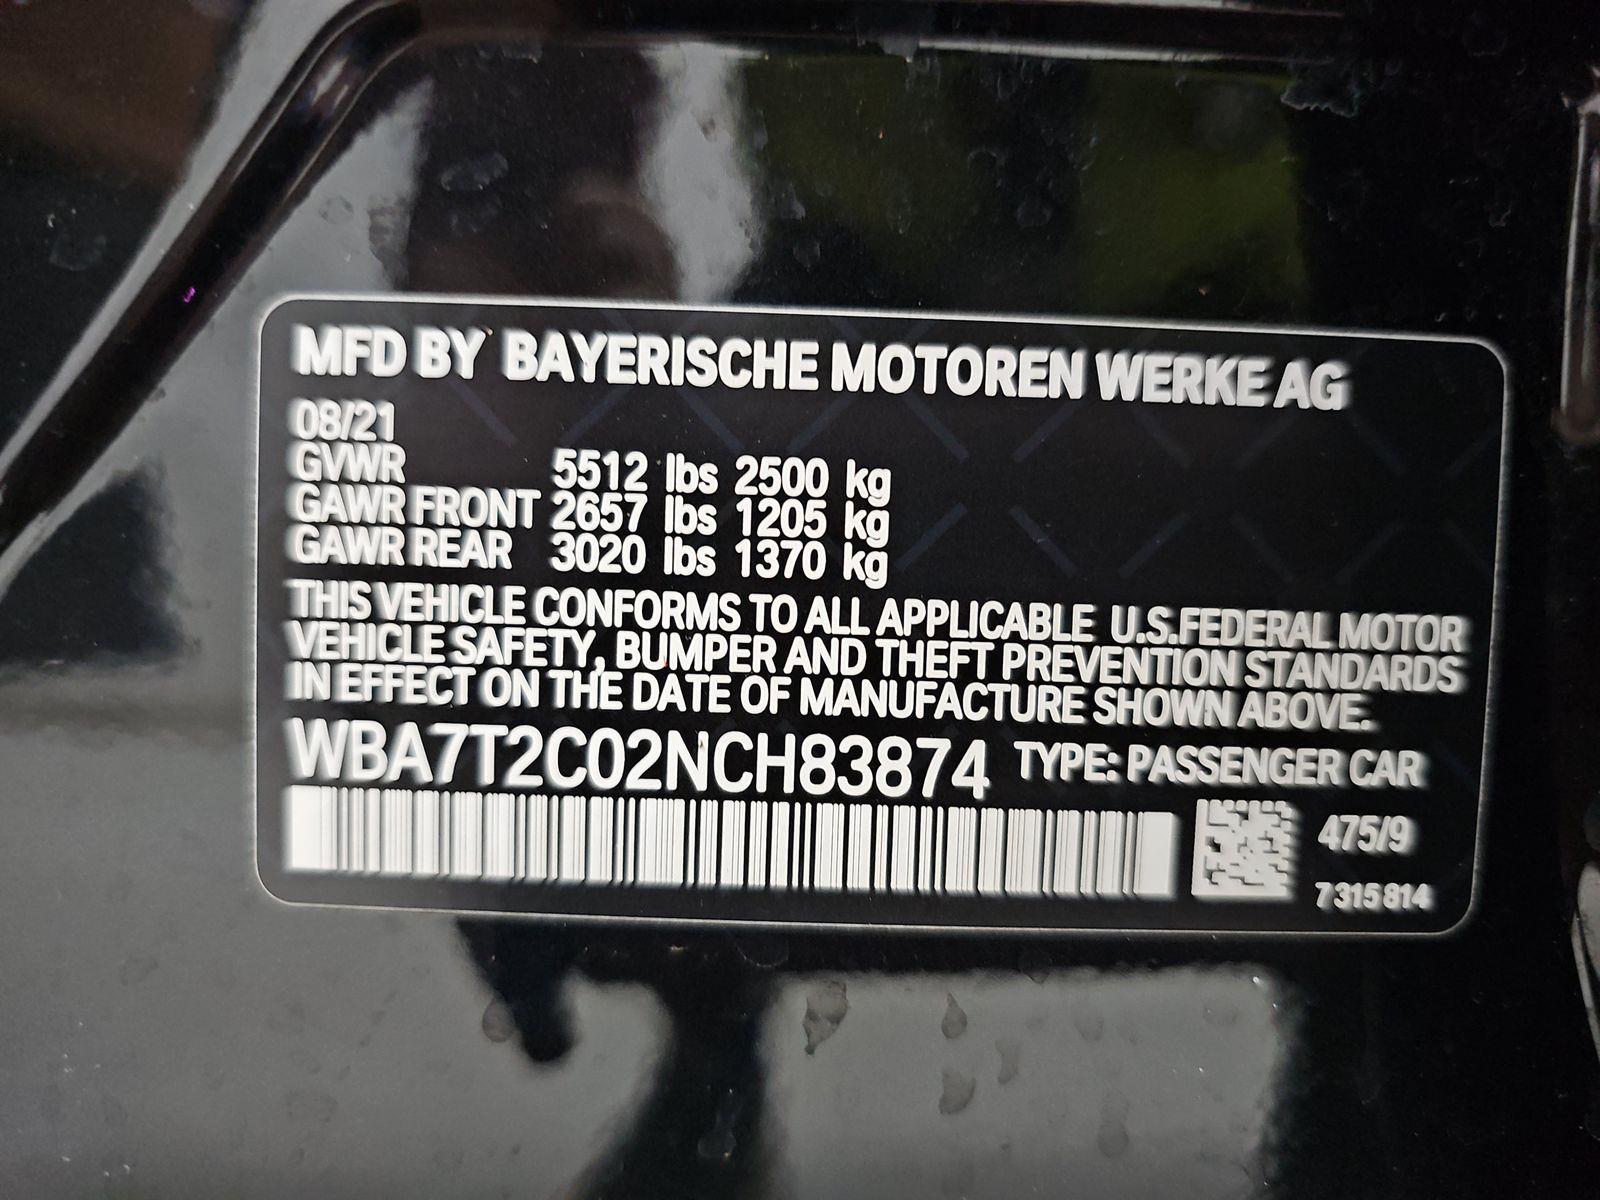 MFD BY BAYERISCHE MOTOREN WERKE AG
08/21
GVWR 5512 lbs 2500 kg
GAWR FRONT 2657 lbs 1205 kg
GAWR REAR 3020 lbs 1370 kg
THIS VEHICLE CONFORMS TO ALL APPLICABLE U.S.FEDERAL MOTOR
VEHICLE SAFETY, BUMPER AND THEFT PREVENTION STANDARDS
IN EFFECT ON THE DATE OF MANUFACTURE SHOWN ABOVE.
WBA7T2C02NCH83874 TYPE: PASSENGER CAR
475/9
7 315 814